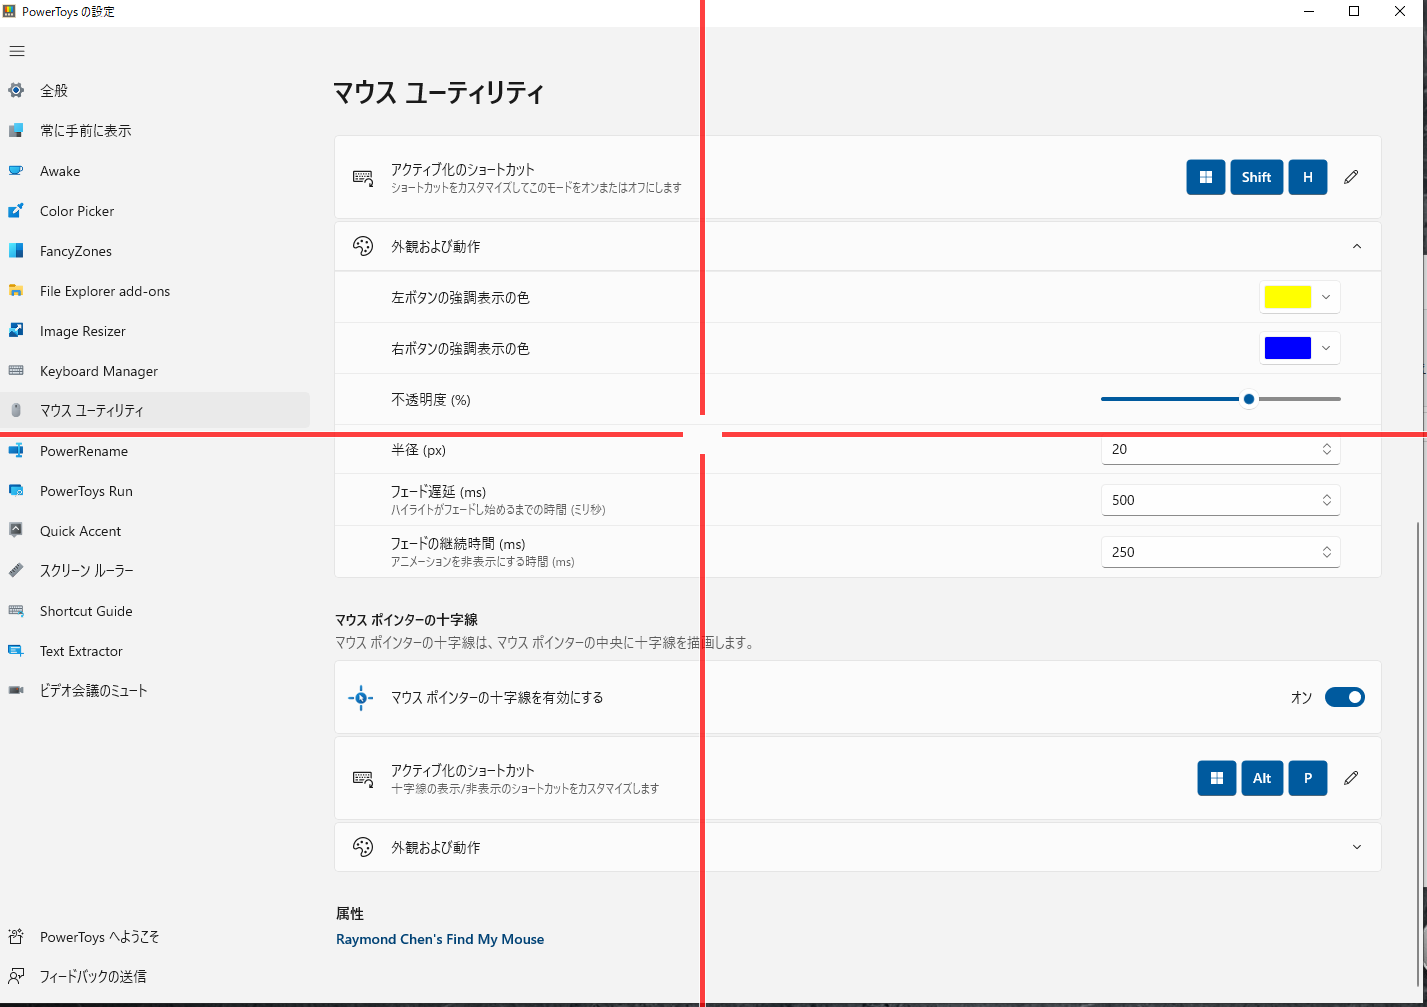 PowerToys の設定
全般
常に手前に表示
Awake
Color Picker
FancyZones
File Explorer add-ons
Image Resizer
Keyboard Manager
マウス ユーティリティ
PowerRename
PowerToys Run
Quick Accent
スクリーン ルーラー
Shortcut Guide
Text Extractor
ビデオ会議のミュート
PowerToys へようこそ
フィードバックの送信
マウス ユーティリティ
アクティブ化のショートカット
ショートカットをカスタマイズしてこのモードをオンまたはオフにします
Shift H
外観および動作
左ボタンの強調表示の色
右ボタンの強調表示の色
不透明度 (%)
半径 (px)
20
フェード遅延 (ms)
ハイライトがフェードし始めるまでの時間 (ミリ秒)
500
フェードの継続時間 (ms)
アニメーションを非表示にする時間 (ms)
250
マウス ポインターの十字線
マウス ポインターの十字線は、マウス ポインターの中央に十字線を描画します。
マウス ポインターの十字線を有効にする
オン
アクティブ化のショートカット
十字線の表示/非表示のショートカットをカスタマイズします
Alt P
外観および動作
属性
Raymond Chen's Find My Mouse